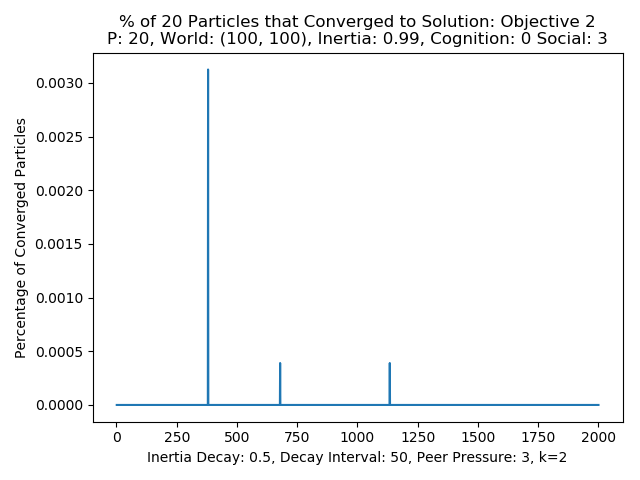 % of 20 Particles that Converged to Solution: Objective 2
P: 20, World: (100, 100), Inertia: 0.99, Cognition: 0 Social: 3
0.0030
0.0025
0.0020
0.0015
0.0010
0.0005
0.0000
Percentage of Converged Particles
0 250 500 750 1000 1250 1500 1750 2000
Inertia Decay: 0.5, Decay Interval: 50, Peer Pressure: 3, k=2